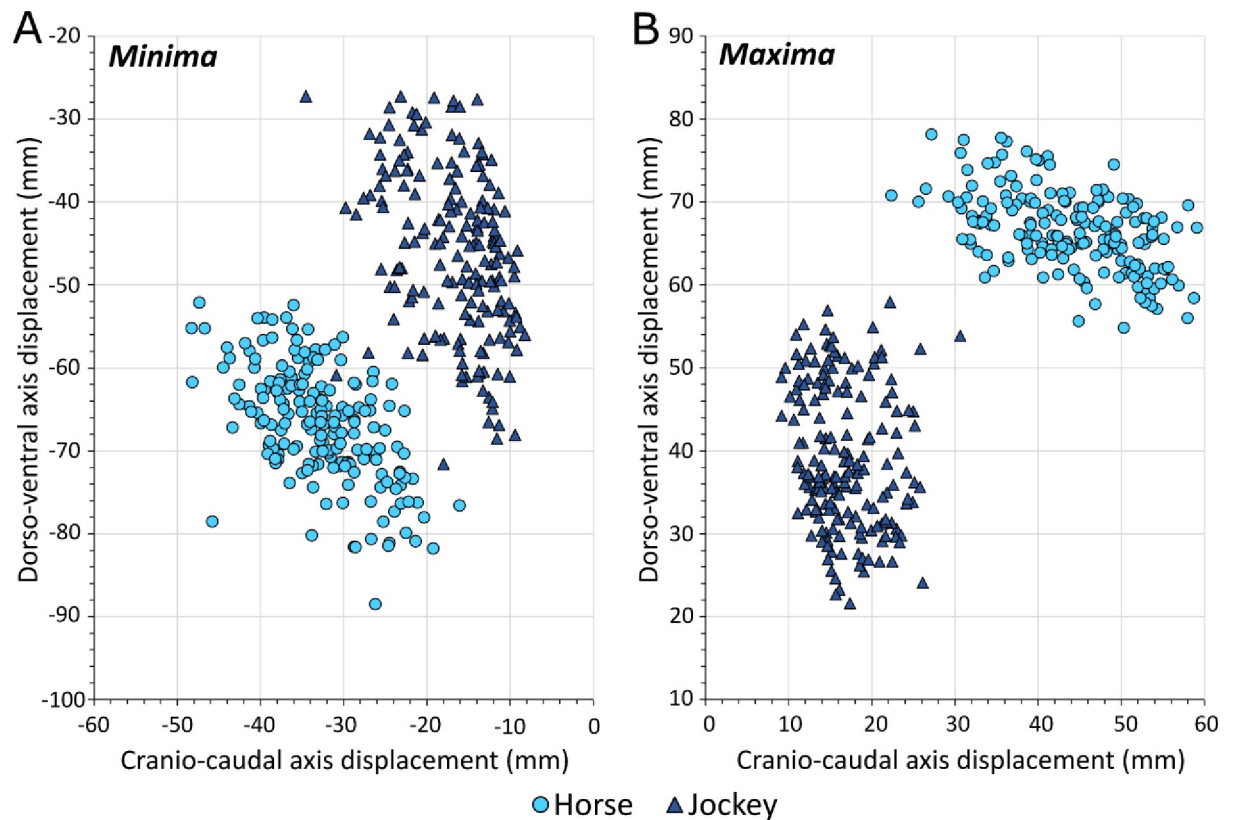 A
Minima
Dorso-ventral axis displacement (mm)
-20
-30
-40
-50
-60
-70
-80
-90
-100
-60 -50 -40 -30 -20 -10 0
Cranio-caudal axis displacement (mm)
B
Maxima
Dorso-ventral axis displacement (mm)
90
80
70
60
50
40
30
20
10
0 10 20 30 40 50 60
Cranio-caudal axis displacement (mm)
Horse Jockey